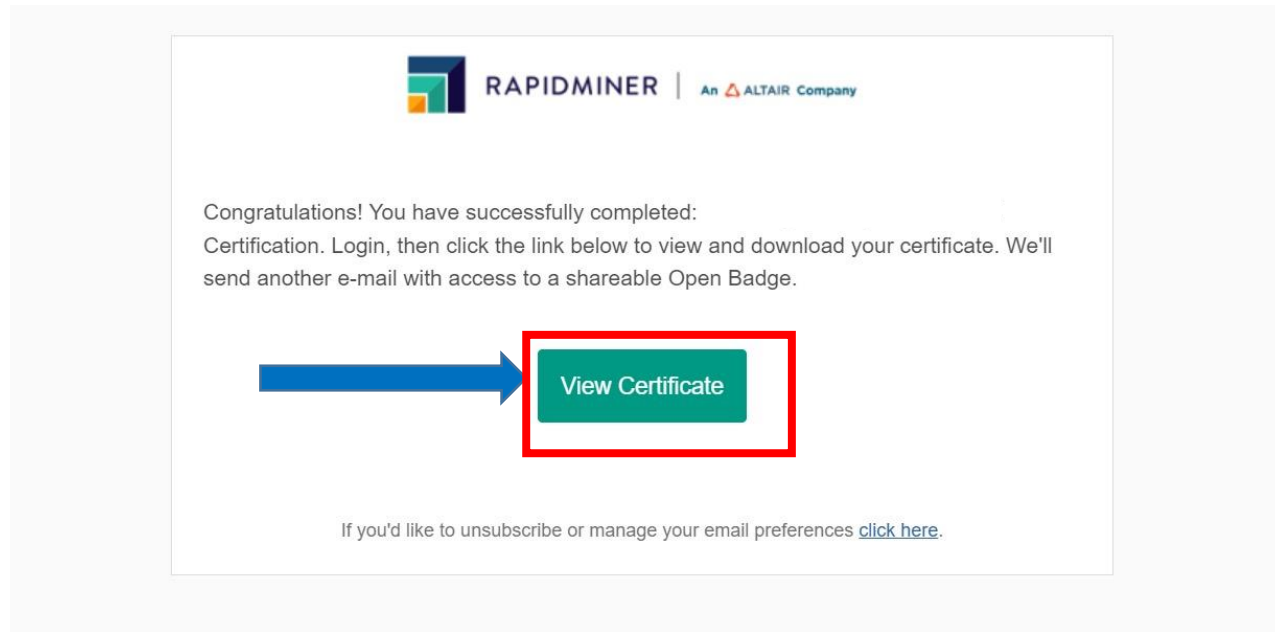 RAPIDMINER | An ALTAIR Company
Congratulations! You have successfully completed:
Certification. Login, then click the link below to view and download your certificate. We'll
send another e-mail with access to a shareable Open Badge.
View Certificate
If you'd like to unsubscribe or manage your email preferences click here.